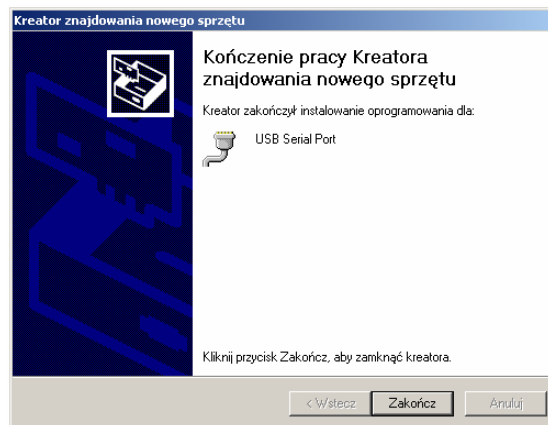 Kreator znajdowania nowego sprzętu
Kończenie pracy Kreatora
znajdowania nowego sprzętu
Kreator zakończył instalowanie oprogramowania dla:
USB Serial Port
Kliknij przycisk Zakończ, aby zamknąć kreatora.
< Wstecz
Zakończ
Anuluj